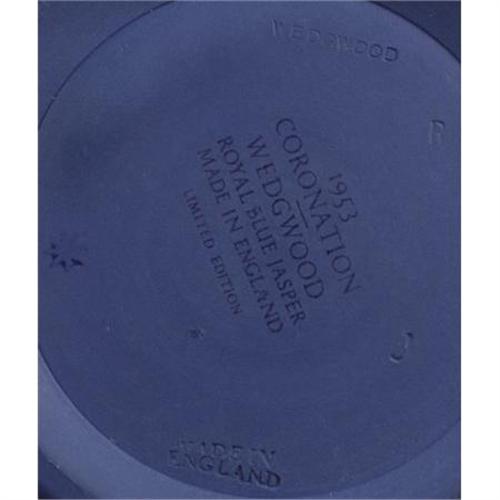 WEDGWOOD
R
1953
CORONATION
WEDGWOOD
ROYAL BLUE JASPER
MADE IN ENGLAND
LIMITED EDITION
J
MADE IN
ENGLAND